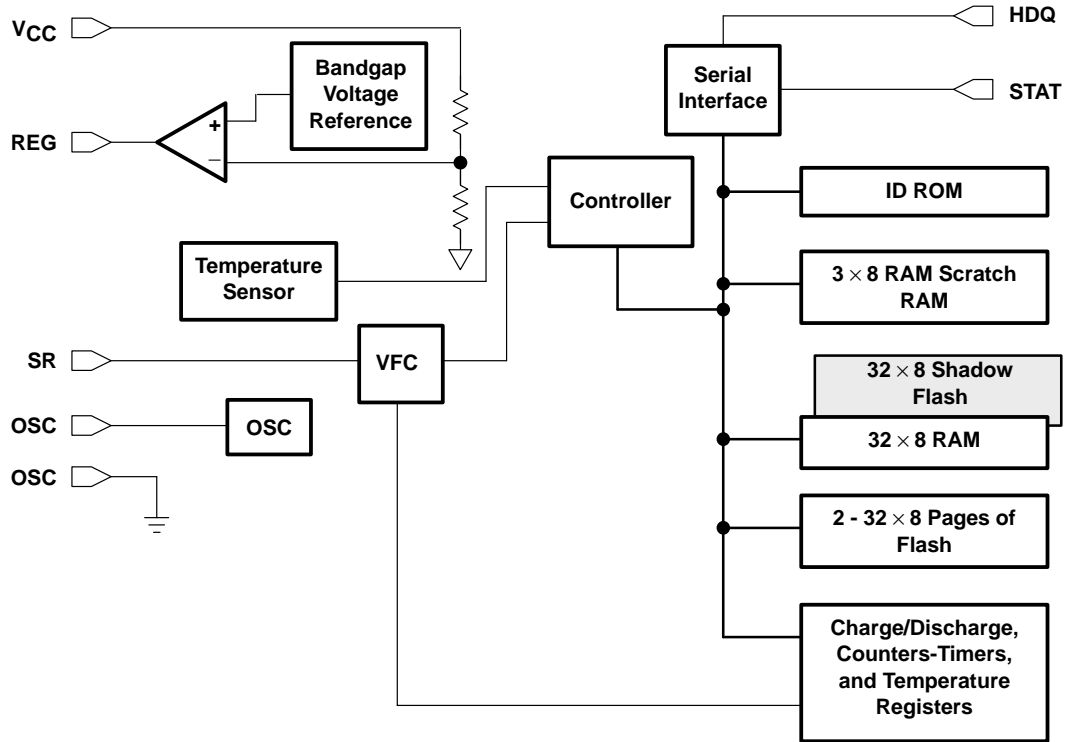 VCC
REG
SR
OSC
OSC
Bandgap
Voltage
Reference
+
−
Temperature
Sensor
VFC
OSC
Controller
Serial
Interface
HDQ
STAT
ID ROM
3 × 8 RAM Scratch
RAM
32 × 8 Shadow
Flash
32 × 8 RAM
2 - 32 × 8 Pages of
Flash
Charge/Discharge,
Counters-Timers,
and Temperature
Registers